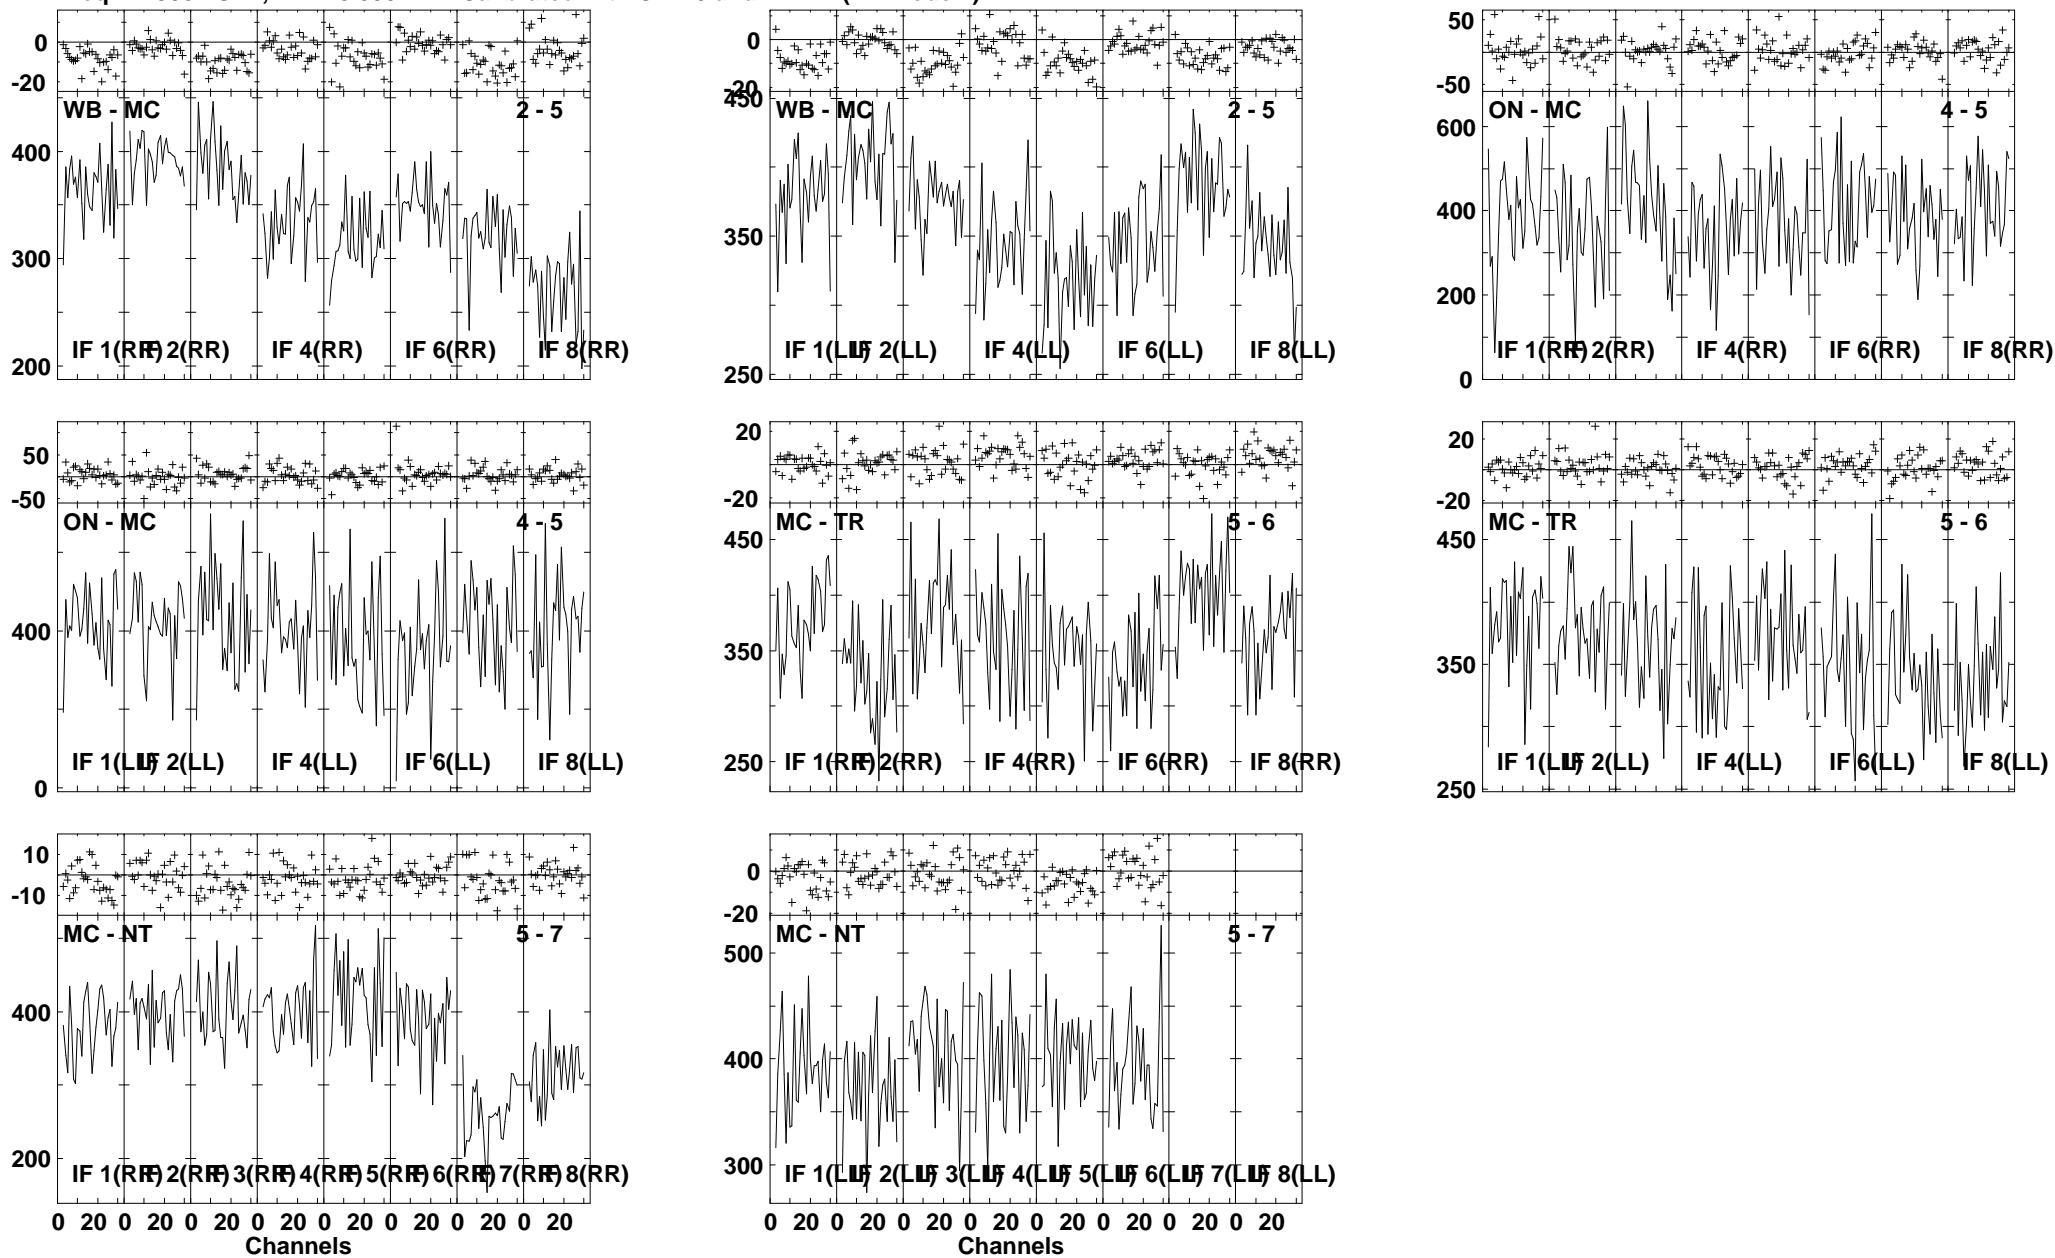 0
-20
WB - MC 2 - 5
400
300
200
IF 1(RR) IF 2(RR) IF 4(RR) IF 6(RR) IF 8(RR)
0
-20
450
WB - MC 2 - 5
350
250
IF 1(LL) IF 2(LL) IF 4(LL) IF 6(LL) IF 8(LL)
50
-50
ON - MC 4 - 5
600
400
200
0
IF 1(RR) IF 2(RR) IF 4(RR) IF 6(RR) IF 8(RR)
50
-50
ON - MC 4 - 5
400
0
IF 1(LL) IF 2(LL) IF 4(LL) IF 6(LL) IF 8(LL)
20
-20
MC - TR 5 - 6
450
350
250
IF 1(RR) IF 2(RR) IF 4(RR) IF 6(RR) IF 8(RR)
20
-20
MC - TR 5 - 6
450
350
250
IF 1(LL) IF 2(LL) IF 4(LL) IF 6(LL) IF 8(LL)
10
-10
MC - NT 5 - 7
400
200
IF 1(RR) IF 2(RR) IF 3(RR) IF 4(RR) IF 5(RR) IF 6(RR) IF 7(RR) IF 8(RR)
0 20 0 20 0 20 0 20 0 20 0 20 0 20 0 20
Channels
0
-20
MC - NT 5 - 7
500
400
300
IF 1(LL) IF 2(LL) IF 3(LL) IF 4(LL) IF 5(LL) IF 6(LL) IF 7(LL) IF 8(LL)
0 20 0 20 0 20 0 20 0 20 0 20 0 20 0 20
Channels